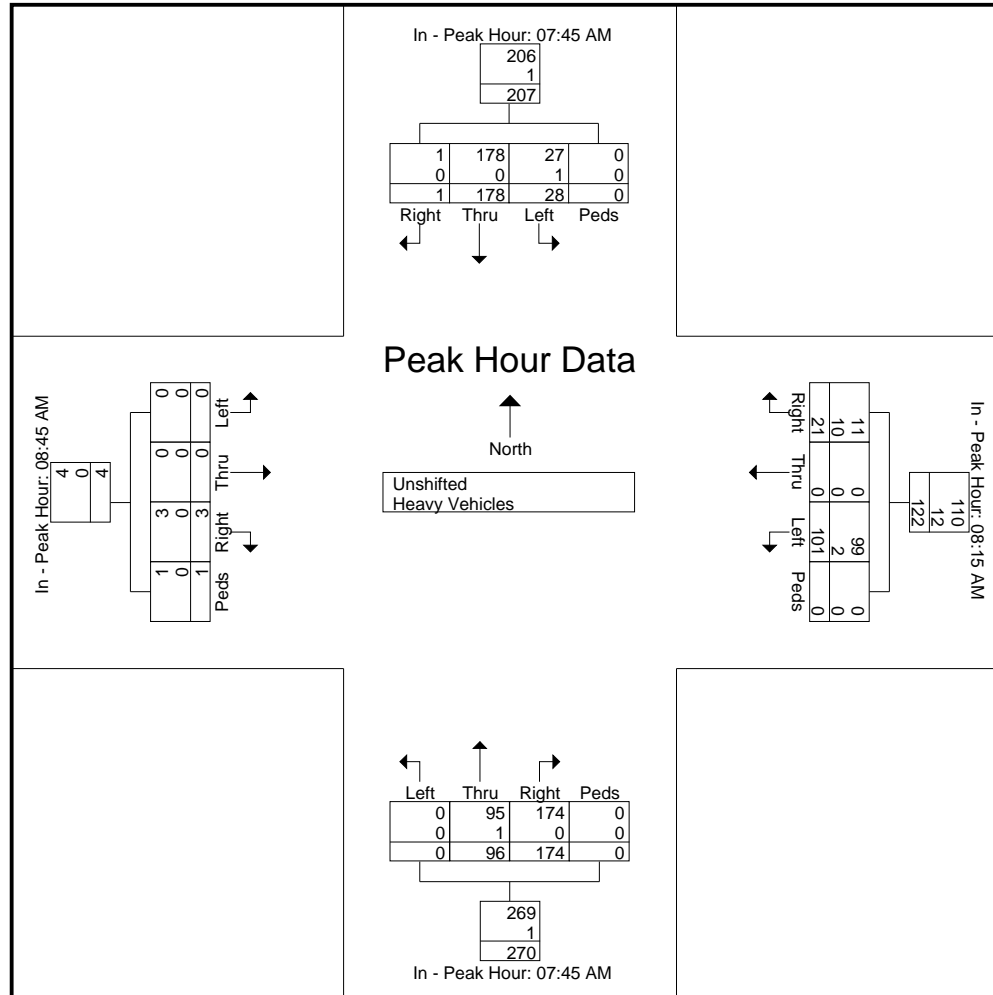 In - Peak Hour: 07:45 AM
206
1
207
1 178 27 0
0 0 1 0
1 178 28 0
Right Thru Left Peds
Peak Hour Data
North
Unshifted
Heavy Vehicles
In - Peak Hour: 08:45 AM
4
0
4
Left Thru Right Peds
0 0 3 1
0 0 0 0
0 0 3 1
In - Peak Hour: 08:15 AM
110
12
122
11 0 99 0
10 0 2 0
21 0 101 0
Right Thru Left Peds
Left Thru Right Peds
0 95 174 0
0 1 0 0
0 96 174 0
269
1
270
In - Peak Hour: 07:45 AM